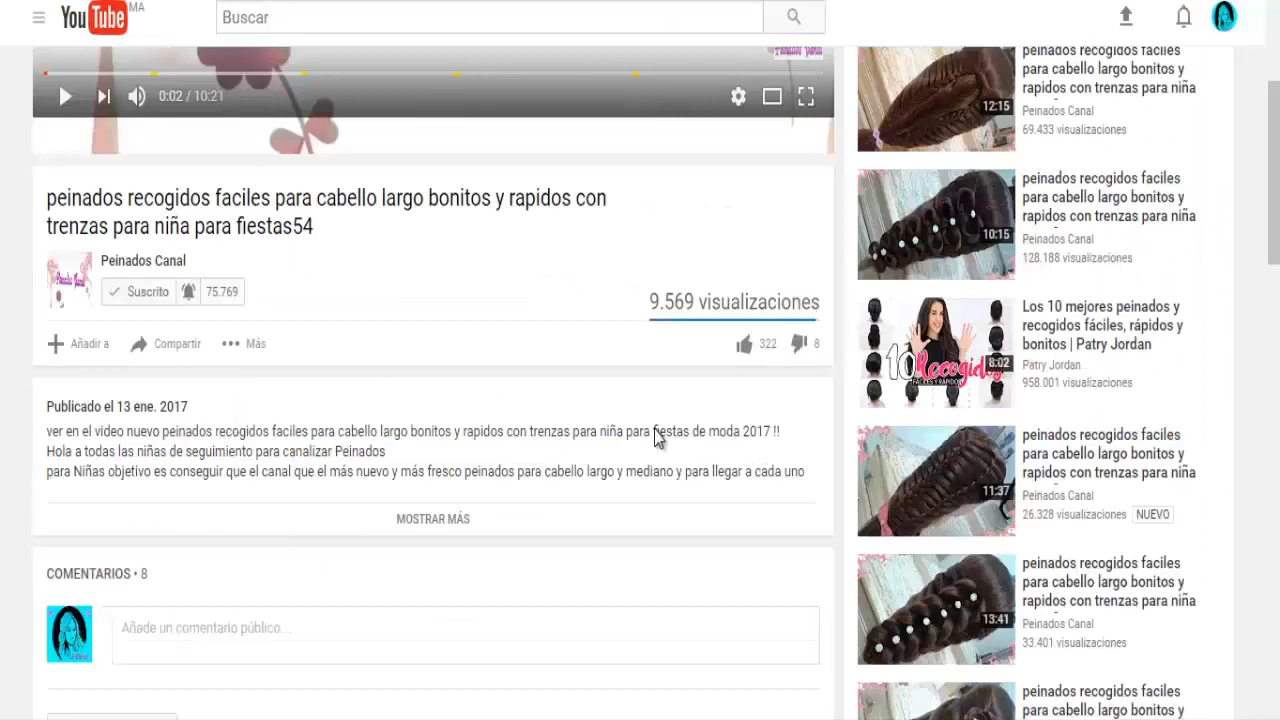 YouTube MA
Buscar
0:02 / 10:21
peinados recogidos faciles para cabello largo bonitos y rapidos con
trenzas para niña para fiestas54
Peinados Canal
Suscrito 75.769
9.569 visualizaciones
Añadir a Compartir Más 322 8
Publicado el 13 ene. 2017
ver en el video nuevo peinados recogidos faciles para cabello largo bonitos y rapidos con trenzas para niña para fiestas de moda 2017 !!
Hola a todas las niñas de seguimiento para canalizar Peinados
para Niñas objetivo es conseguir que el canal que el más nuevo y más fresco peinados para cabello largo y mediano y para llegar a cada uno
MOSTRAR MÁS
COMENTARIOS • 8
Añade un comentario público...
peinados recogidos faciles
para cabello largo bonitos y
rapidos con trenzas para niña
12:15
Peinados Canal
69.433 visualizaciones
peinados recogidos faciles
para cabello largo bonitos y
rapidos con trenzas para niña
10:15
Peinados Canal
128.188 visualizaciones
Los 10 mejores peinados y
recogidos fáciles, rápidos y
bonitos | Patry Jordan
10 Recogidos
FÁCILES Y RÁPIDOS
8:02
Patry Jordan
958.001 visualizaciones
peinados recogidos faciles
para cabello largo bonitos y
rapidos con trenzas para niña
11:37
Peinados Canal
26.328 visualizaciones NUEVO
peinados recogidos faciles
para cabello largo bonitos y
rapidos con trenzas para niña
13:41
Peinados Canal
33.401 visualizaciones
peinados recogidos faciles
para cabello largo bonitos y